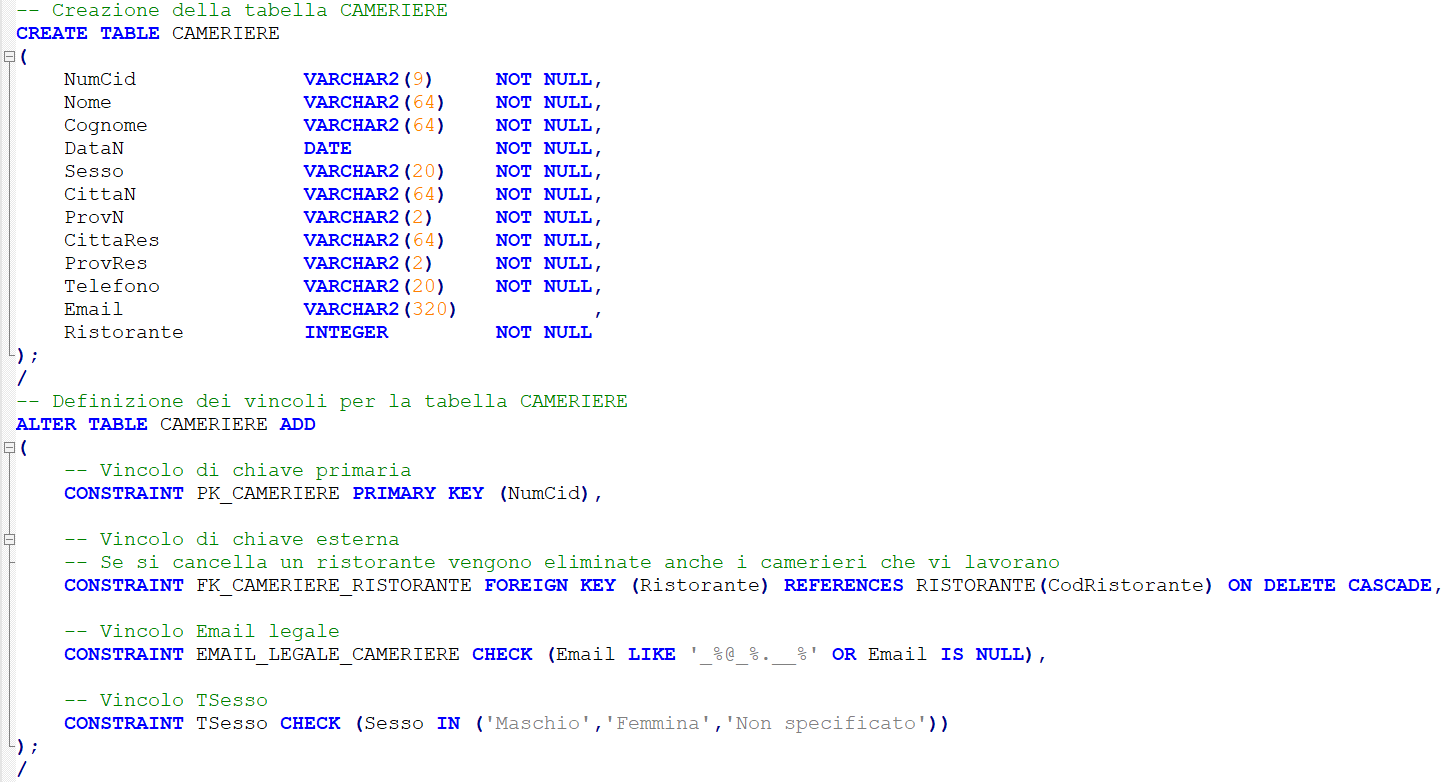 -- Creazione della tabella CAMERIERE
CREATE TABLE CAMERIERE
(
    NumCid              VARCHAR2(9)     NOT NULL,
    Nome                VARCHAR2(64)    NOT NULL,
    Cognome             VARCHAR2(64)    NOT NULL,
    DataN               DATE            NOT NULL,
    Sesso               VARCHAR2(20)    NOT NULL,
    CittaN              VARCHAR2(64)    NOT NULL,
    ProvN               VARCHAR2(2)     NOT NULL,
    CittaRes            VARCHAR2(64)    NOT NULL,
    ProvRes             VARCHAR2(2)     NOT NULL,
    Telefono            VARCHAR2(20)    NOT NULL,
    Email               VARCHAR2(320)           ,
    Ristorante          INTEGER         NOT NULL
);
/
-- Definizione dei vincoli per la tabella CAMERIERE
ALTER TABLE CAMERIERE ADD
(
    -- Vincolo di chiave primaria
    CONSTRAINT PK_CAMERIERE PRIMARY KEY (NumCid),

    -- Vincolo di chiave esterna
    -- Se si cancella un ristorante vengono eliminate anche i camerieri che vi lavorano
    CONSTRAINT FK_CAMERIERE_RISTORANTE FOREIGN KEY (Ristorante) REFERENCES RISTORANTE(CodRistorante) ON DELETE CASCADE,

    -- Vincolo Email legale
    CONSTRAINT EMAIL_LEGALE_CAMERIERE CHECK (Email LIKE '_%@_%.__%' OR Email IS NULL),

    -- Vincolo TSesso
    CONSTRAINT TSesso CHECK (Sesso IN ('Maschio','Femmina','Non specificato'))
);
/